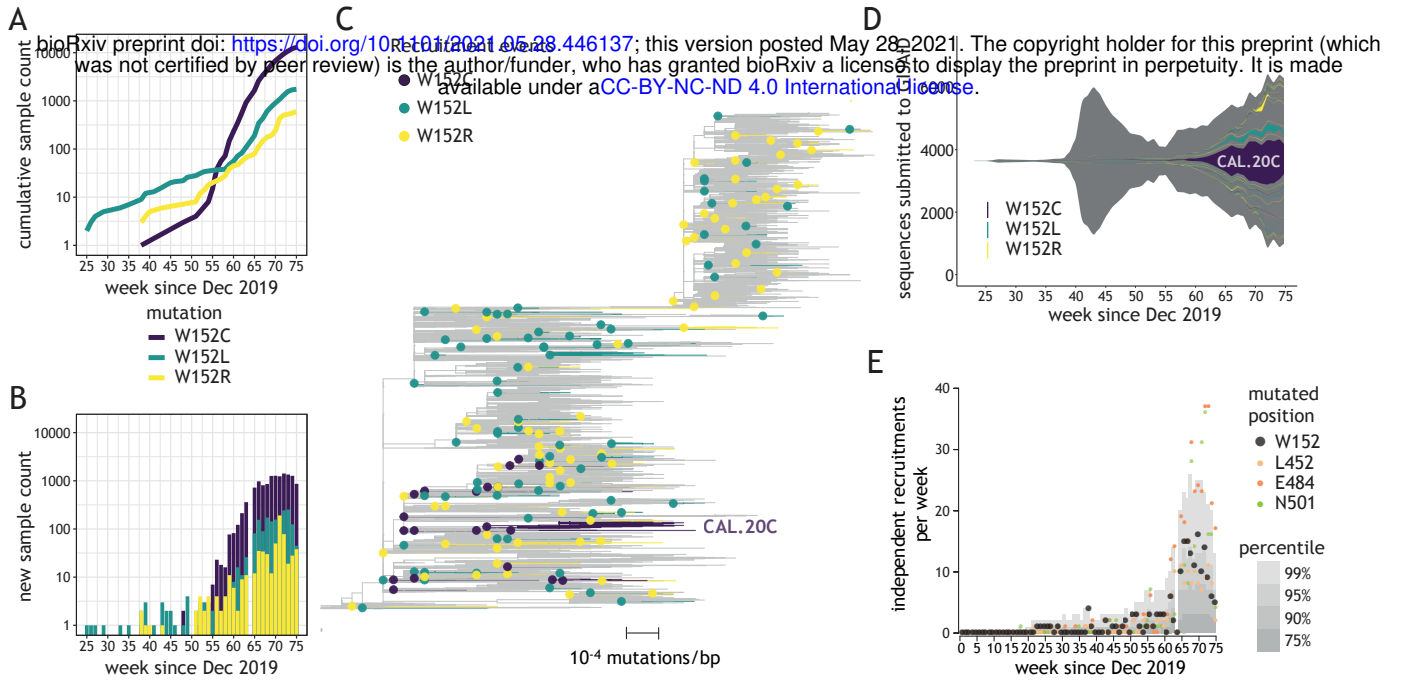 A
C
D
bioRxiv preprint doi: https://doi.org/10.1101/2021.05.28.446137; this version posted May 28, 2021. The copyright holder for this preprint (which
was not certified by peer review) is the author/funder, who has granted bioRxiv a license to display the preprint in perpetuity. It is made
available under aCC-BY-NC-ND 4.0 International license.
cumulative sample count
10000
1000
100
10
1
25 30 35 40 45 50 55 60 65 70 75
week since Dec 2019
mutation
W152C
W152L
W152R
B
new sample count
10000
1000
100
10
1
25 30 35 40 45 50 55 60 65 70 75
week since Dec 2019
Recruitment events
W152C
W152L
W152R
CAL.20C
10-4 mutations/bp
sequences submitted to GISAID
6000
4000
2000
0
CAL.20C
W152C
W152L
W152R
25 30 35 40 45 50 55 60 65 70 75
week since Dec 2019
E
independent recruitments
per week
40
30
20
10
0
0 5 10 15 20 25 30 35 40 45 50 55 60 65 70 75
week since Dec 2019
mutated
position
W152
L452
E484
N501
percentile
99%
95%
90%
75%